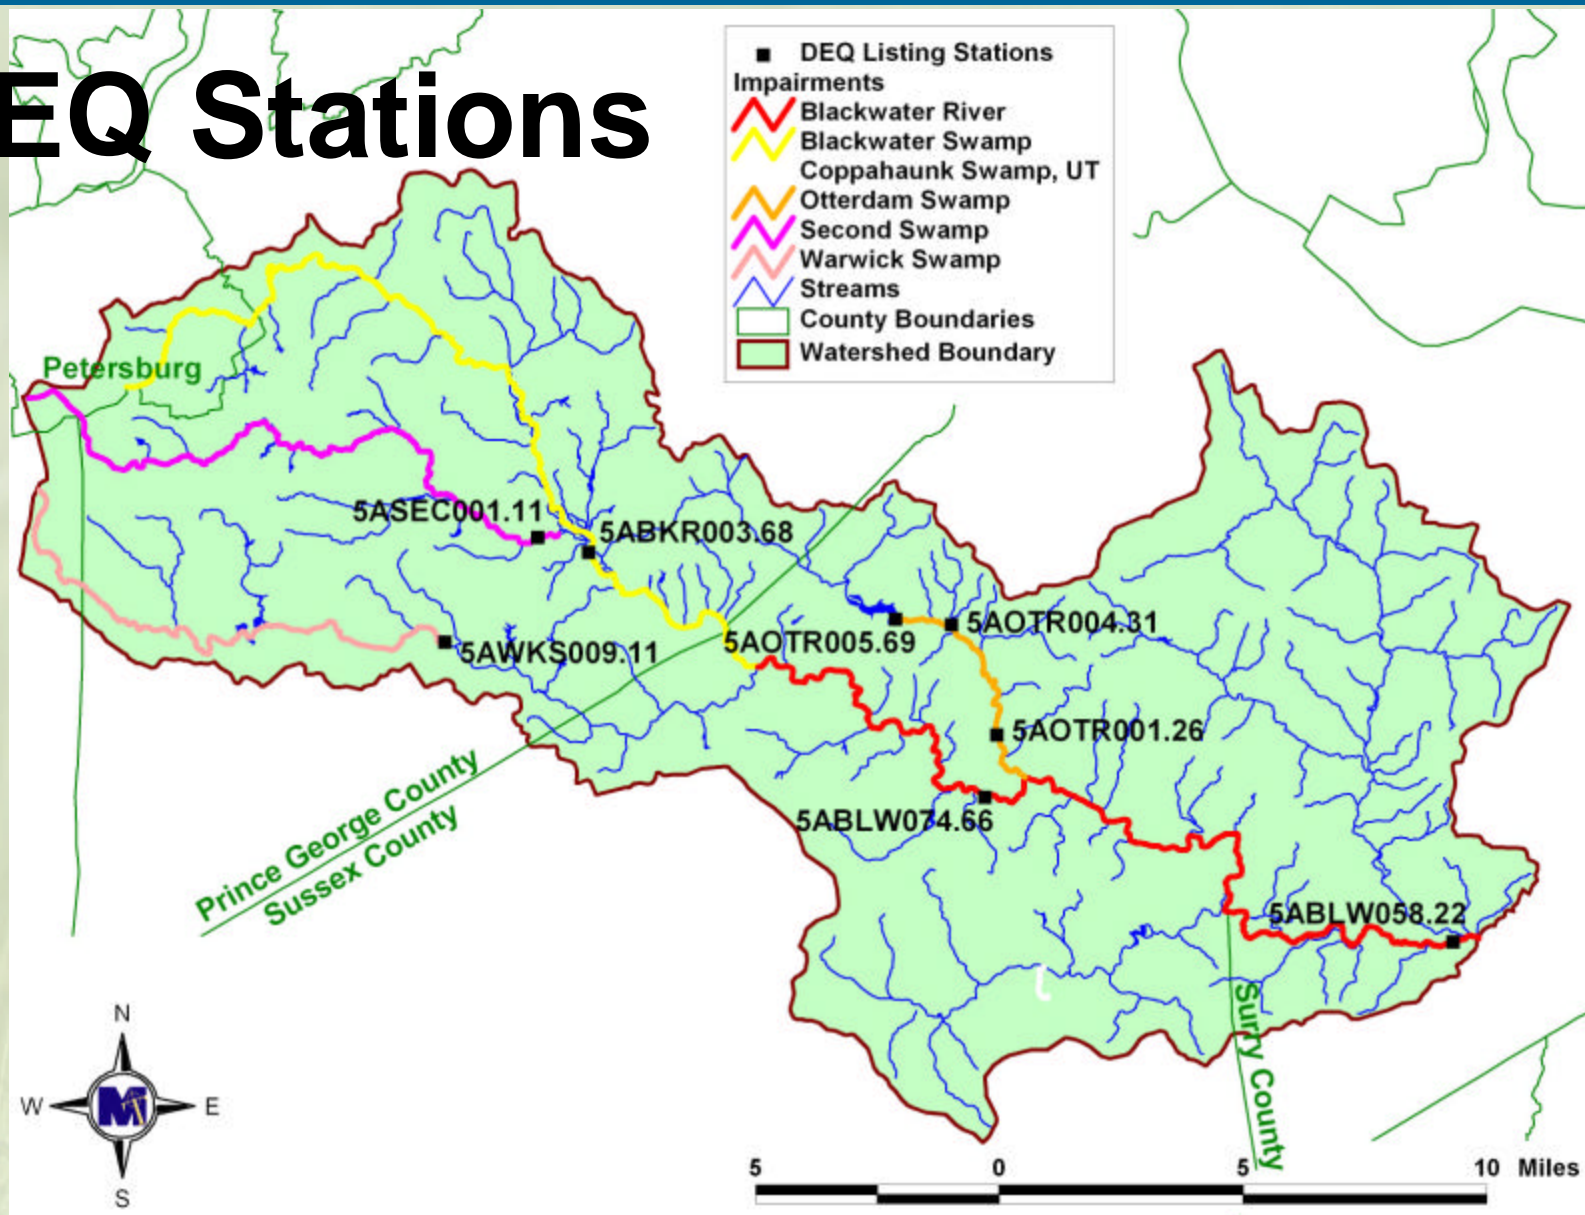 EQ Stations
DEQ Listing Stations
Impairments
Blackwater River
Blackwater Swamp
Coppahaunk Swamp, UT
Otterdam Swamp
Second Swamp
Warwick Swamp
Streams
County Boundaries
Watershed Boundary
Petersburg
5ASEC001.11
5ABKR003.68
5AOTR004.31
5AOTR005.69
5AWKS009.11
5AOTR001.26
5ABLW074.66
Prince George County
Sussex County
5ABLW058.22
Surry County
N
W M E
S
5 0 5 10 Miles